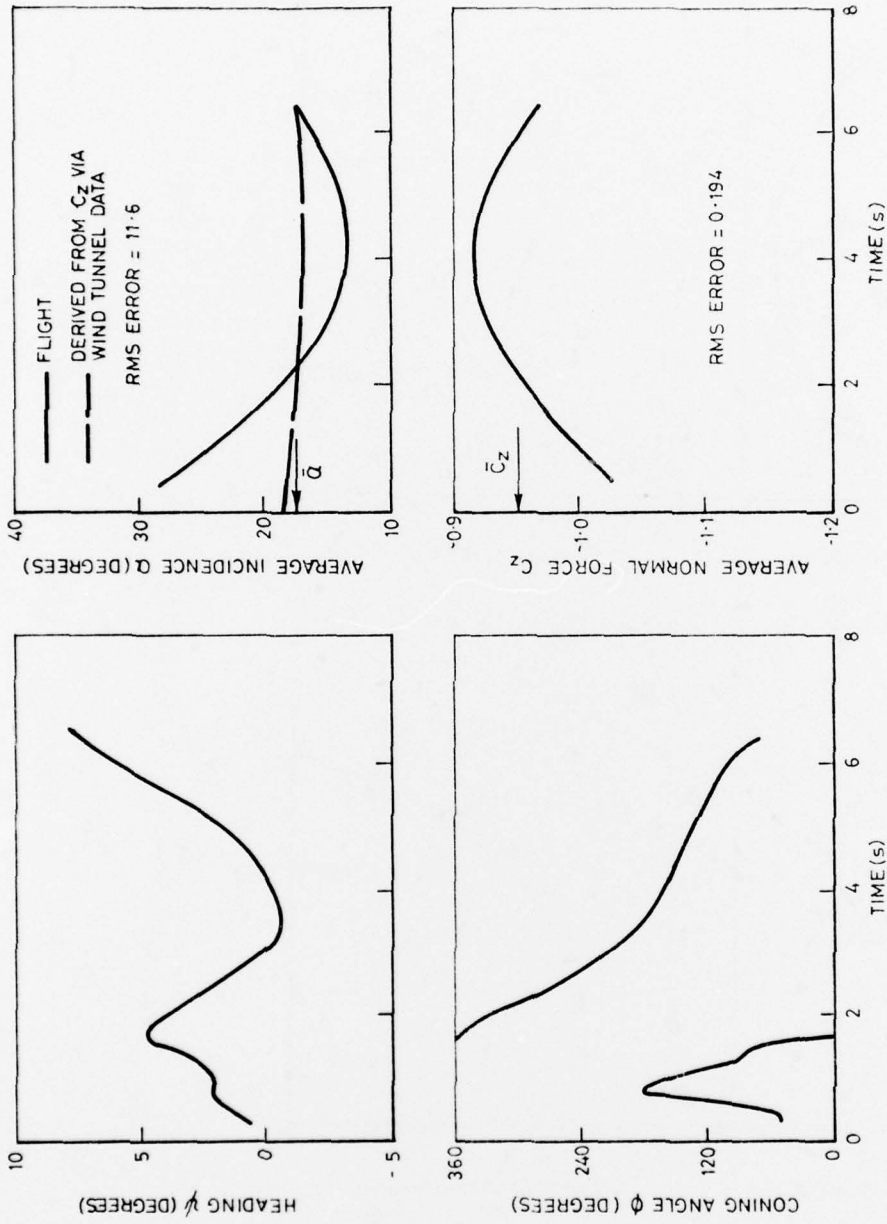 HEADING ψ (DEGREES)
10
5
0
- 5
AVERAGE INCIDENCE α (DEGREES)
40
30
20
10
FLIGHT
DERIVED FROM C̄z VIA
WIND TUNNEL DATA
RMS ERROR = 11·6
ᾱ
CONING ANGLE ϕ (DEGREES)
360
240
120
0
0
2
4
6
8
TIME (s)
AVERAGE NORMAL FORCE Cz
-0.9
-1.0
-1.1
-1.2
C̄z
RMS ERROR = 0·194
0
2
4
6
8
TIME (s)